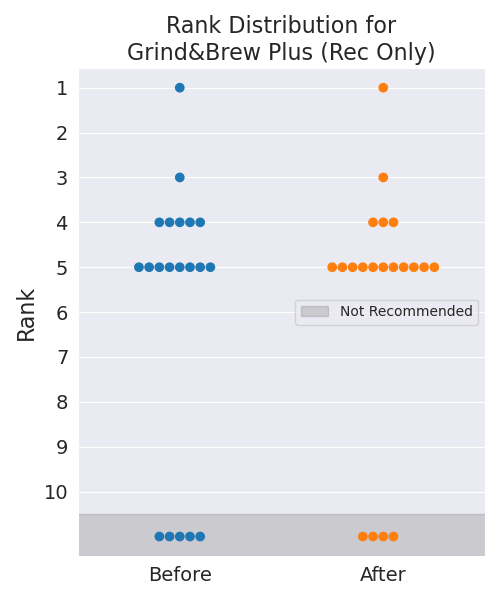 Rank Distribution for
Grind&Brew Plus (Rec Only)
Rank
1
2
3
4
5
6
7
8
9
10
Not Recommended
Before
After